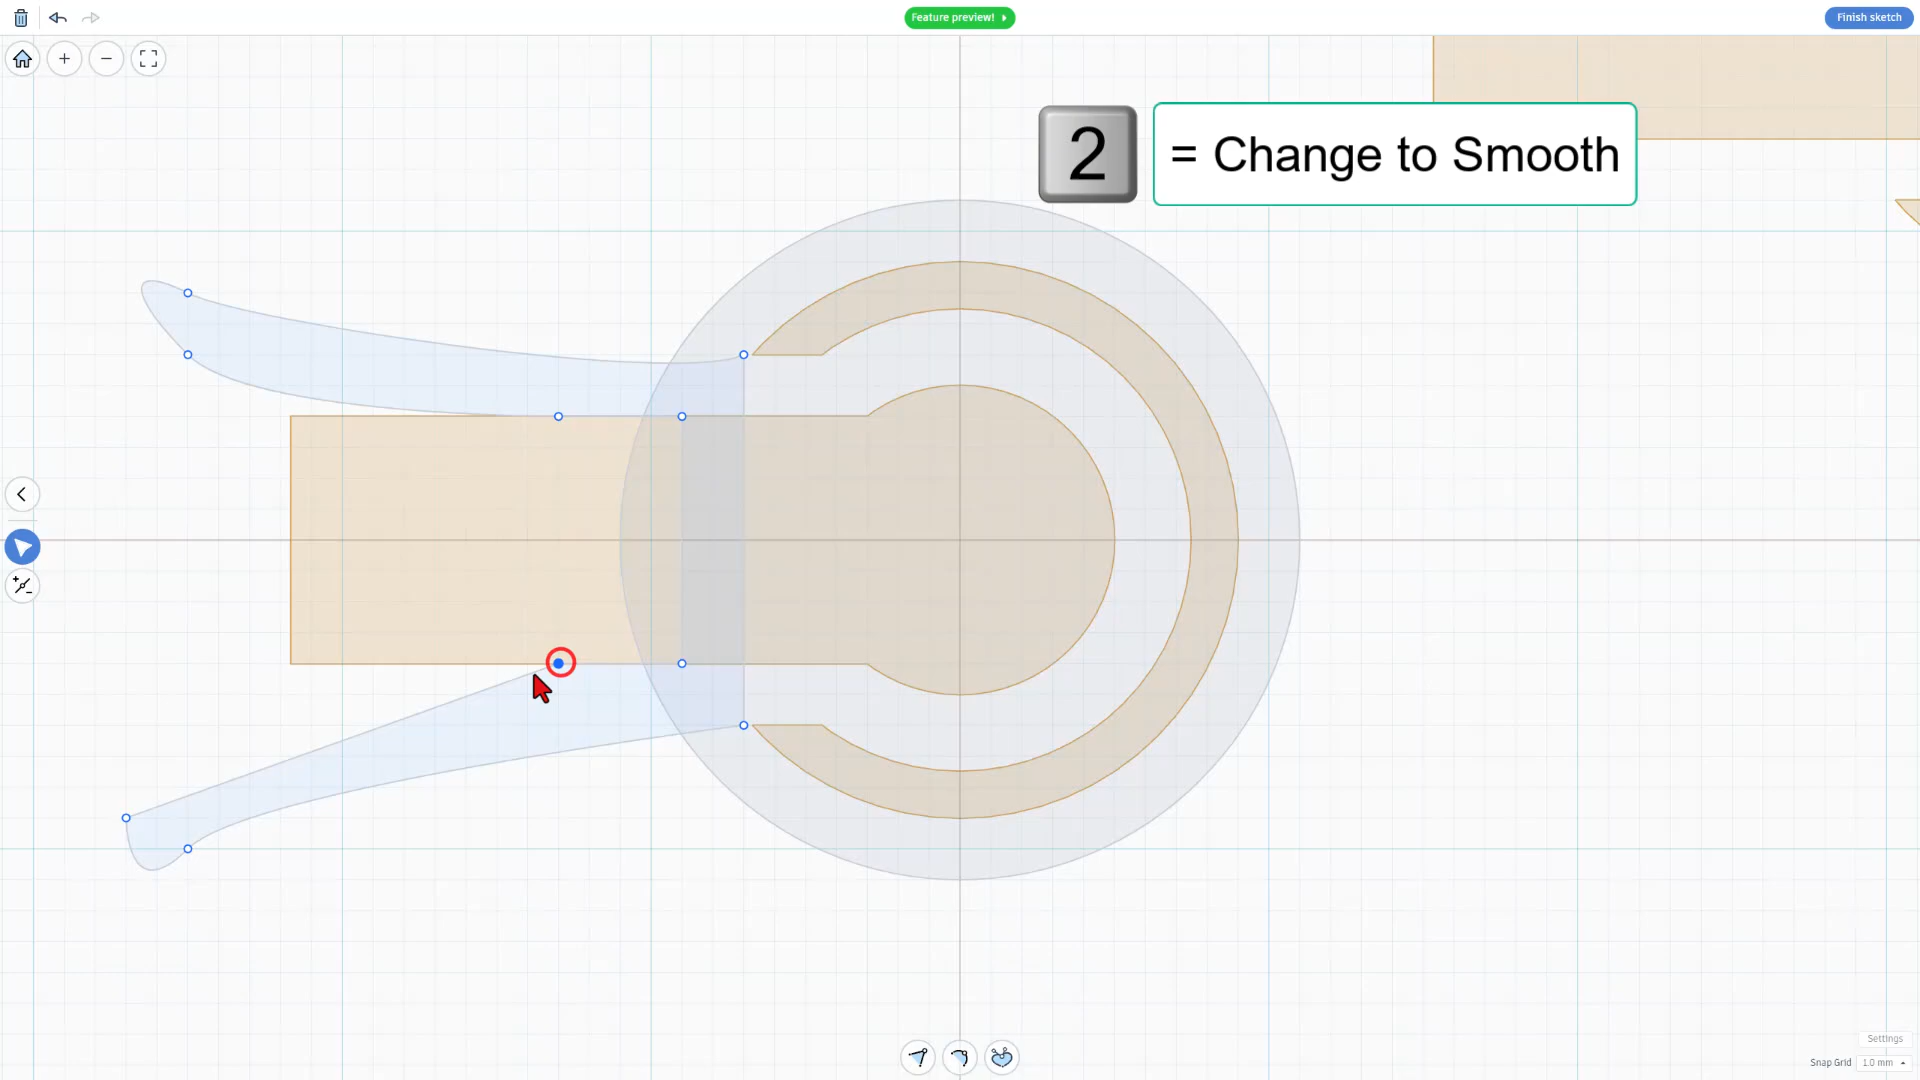 Feature preview!
Finish sketch
2 = Change to Smooth
Settings
Snap Grid 1.0 mm